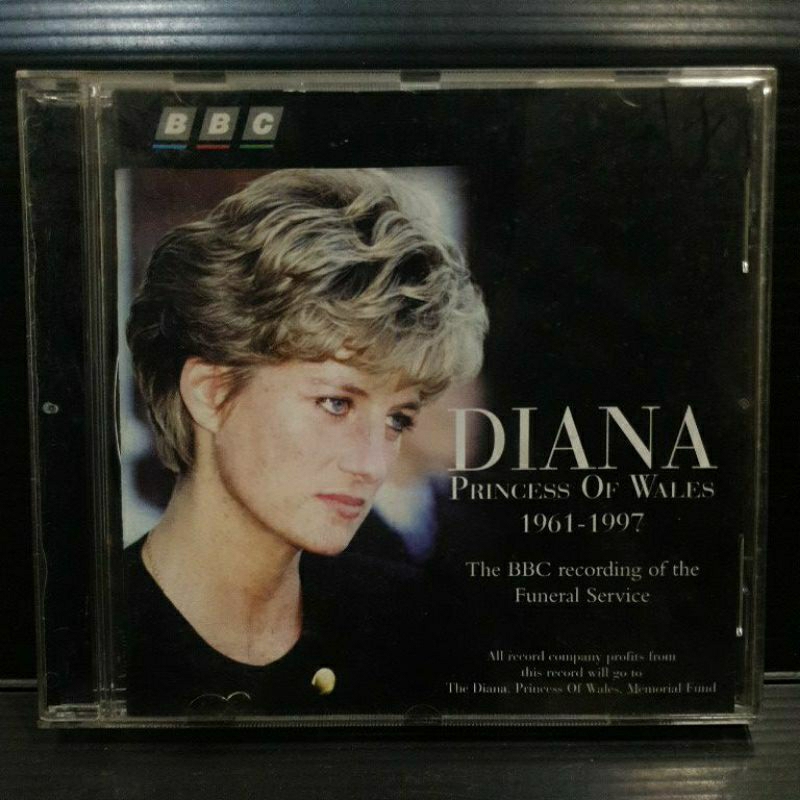 BBC
DIANA
PRINCESS OF WALES
1961-1997
The BBC recording of the
Funeral Service
All record company profits from
this record will go to
The Diana, Princess Of Wales, Memorial Fund